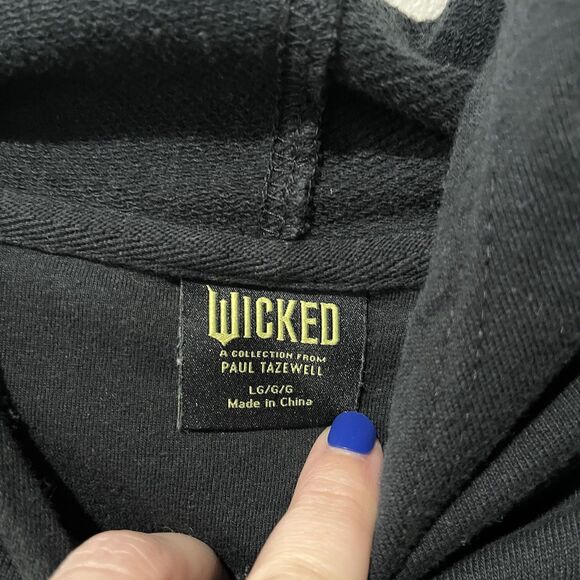 WICKED
A COLLECTION FROM
PAUL TAZEWELL
LG/G/G
Made in China